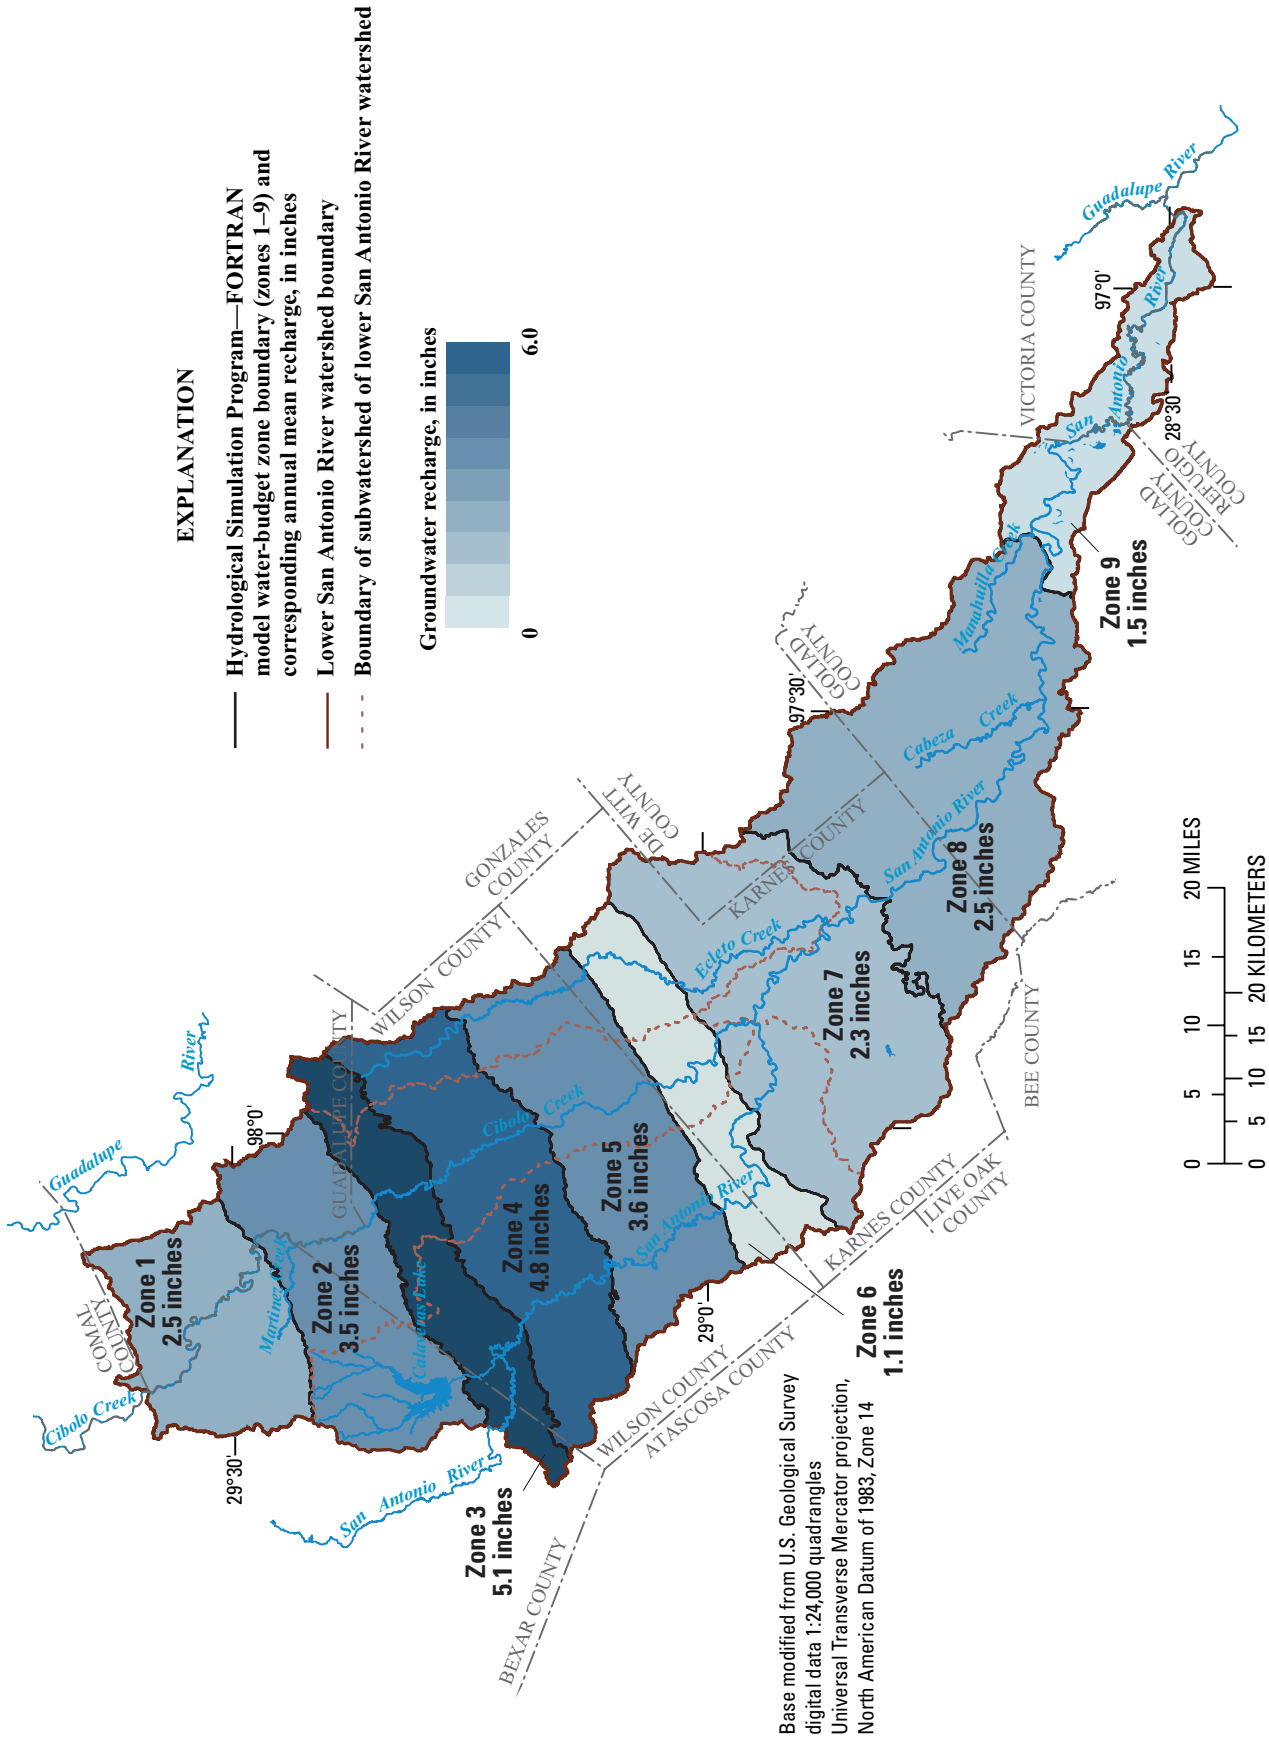 EXPLANATION
Hydrological Simulation Program—FORTRAN
model water-budget zone boundary (zones 1–9) and
corresponding annual mean recharge, in inches
Lower San Antonio River watershed boundary
Boundary of subwatershed of lower San Antonio River watershed
Groundwater recharge, in inches
0
6.0
Cibolo Creek
COMAL
COUNTY
Guadalupe
River
Zone 1
2.5 inches
29°30'
98°0'
Martinez Creek
Zone 2
3.5 inches
GUADALUPE COUNTY
San Antonio River
Calaveras Lake
WILSON COUNTY
Zone 3
5.1 inches
BEXAR COUNTY
Zone 4
4.8 inches
Cibolo Creek
GONZALES
COUNTY
Zone 5
3.6 inches
San Antonio River
WILSON COUNTY
ATASCOSA COUNTY
29°0'
DE WITT
COUNTY
Ecleto Creek
KARNES COUNTY
Zone 6
1.1 inches
KARNES COUNTY
LIVE OAK
COUNTY
Zone 7
2.3 inches
97°30'
GOLIAD
COUNTY
San Antonio River
Cabeza Creek
Zone 8
2.5 inches
BEE COUNTY
Manahuilla Creek
VICTORIA COUNTY
San Antonio River
97°0'
Guadalupe River
Zone 9
1.5 inches
28°30'
GOLIAD
COUNTY
REFUGIO
COUNTY
Base modified from U.S. Geological Survey
digital data 1:24,000 quadrangles
Universal Transverse Mercator projection,
North American Datum of 1983, Zone 14
0 5 10 15 20 MILES
0 5 10 15 20 KILOMETERS